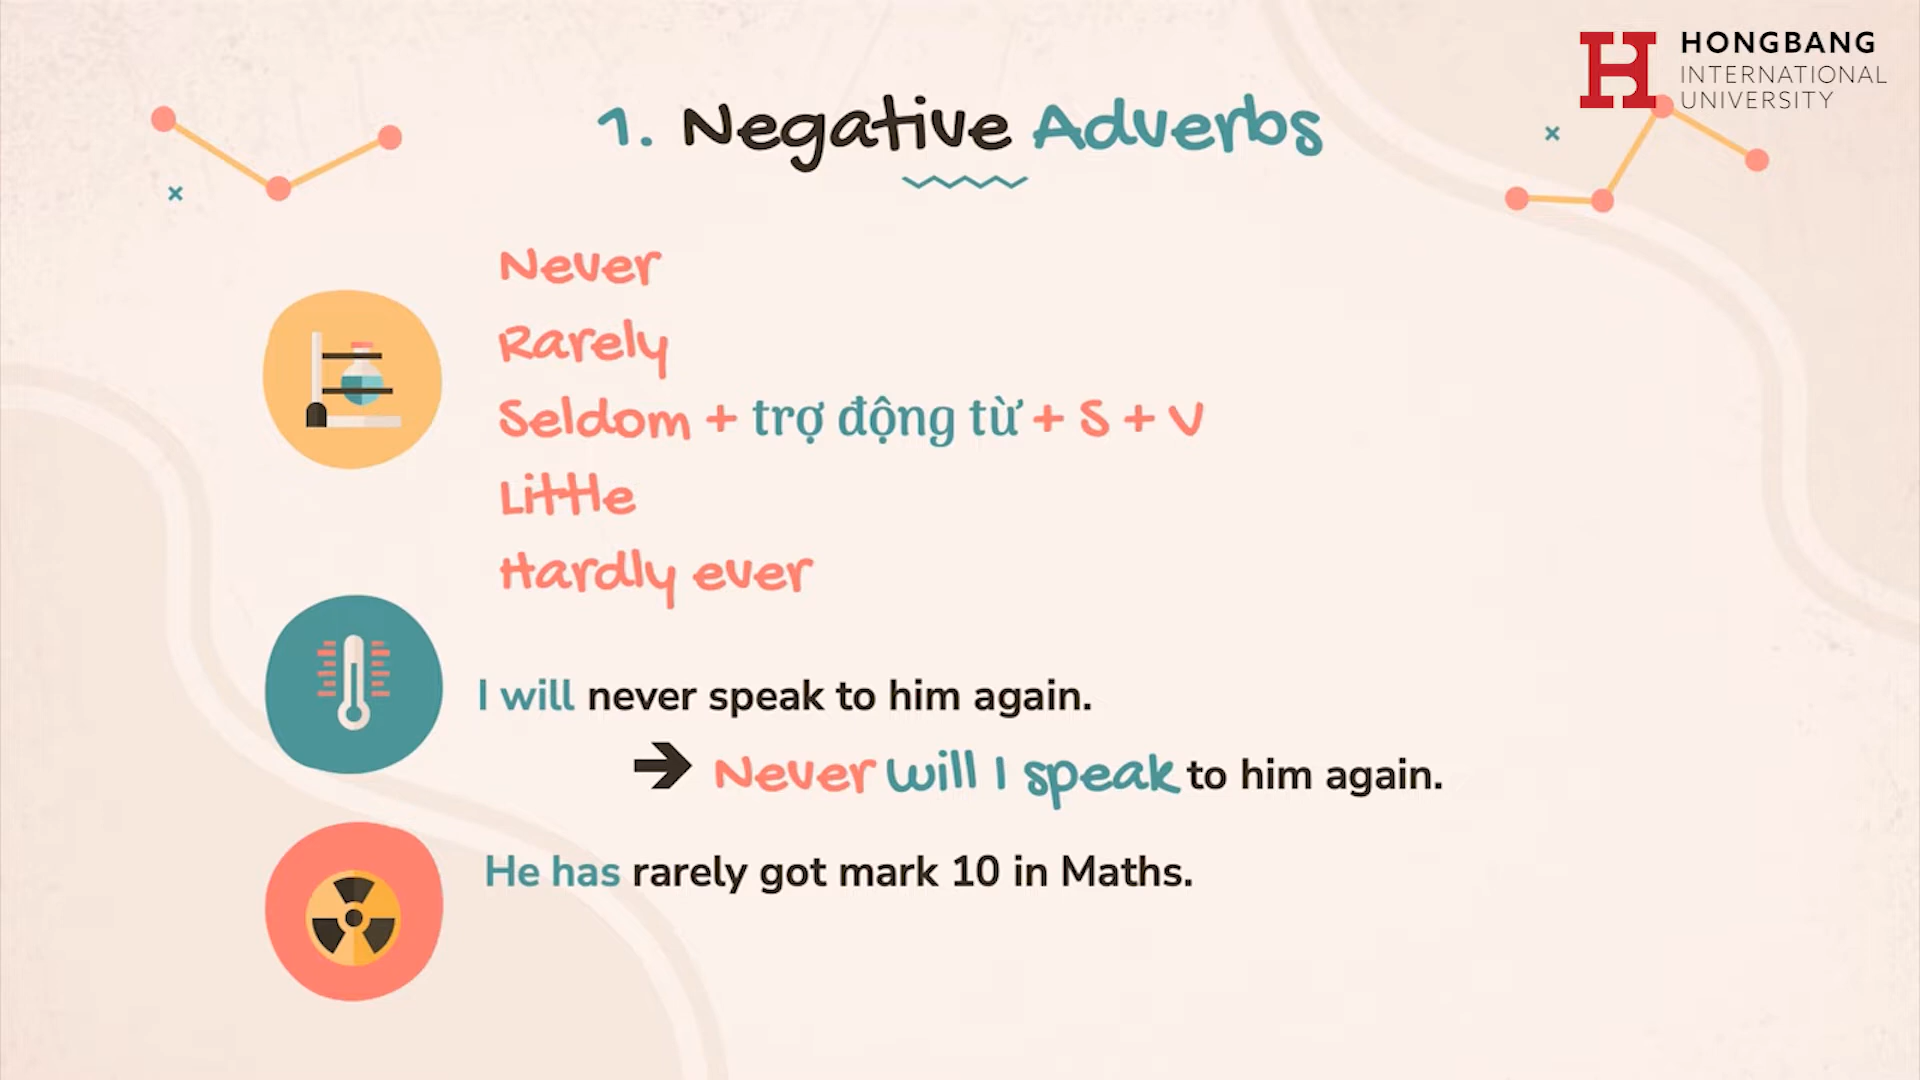 HONGBANG
INTERNATIONAL
UNIVERSITY
1. Negative Adverbs
Never
Rarely
Seldom + trợ động từ + S + V
Little
Hardly ever
I will never speak to him again.
➔ Never will I speak to him again.
He has rarely got mark 10 in Maths.